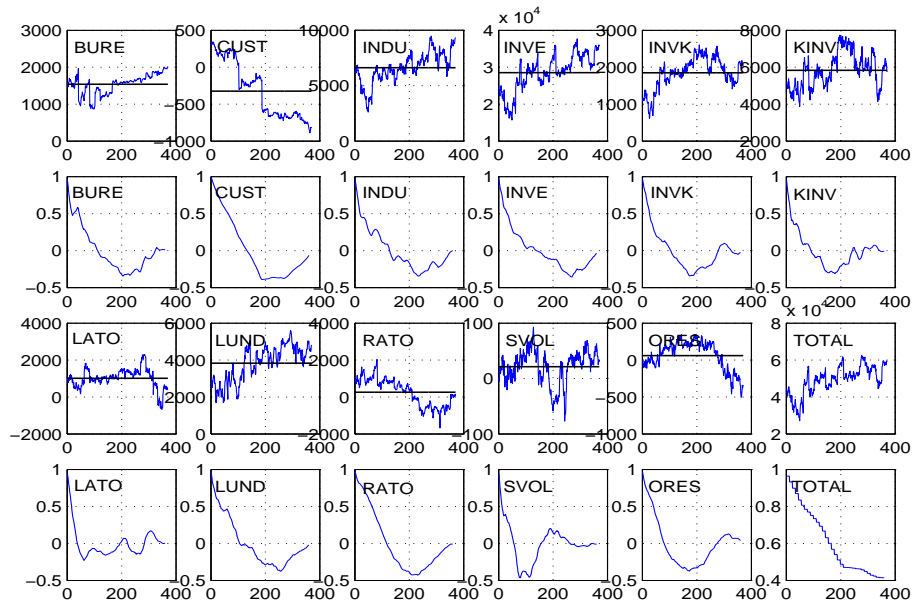 x 10⁴
3000 500 10000 4 3000 8000
BURE CUST INDU INVE INVK KINV
2000 0 3 2000 6000
5000
1000 −500 2 1000 4000
0 −1000 0 1 0 2000
0 200 400 0 200 400 0 200 400 0 200 400 0 200 400 0 200 400
1 1 1 1 1 1
BURE CUST INDU INVE INVK KINV
0.5 0.5 0.5 0.5 0.5 0.5
0 0 0 0 0 0
−0.5 −0.5 −0.5 −0.5 −0.5 −0.5
0 200 400 0 200 400 0 200 400 0 200 400 0 200 400 0 200 400
x 10⁴
4000 6000 4000 100 500 8
LATO LUND RATO SVOL ORES TOTAL
2000 4000 2000 0 6
0
0 2000 0 −500 4
−2000 0 −2000 −100 −1000 2
0 200 400 0 200 400 0 200 400 0 200 400 0 200 400 0 200 400
1 1 1 1 1 1
LATO LUND RATO SVOL ORES TOTAL
0.5 0.5 0.5 0.5 0.5 0.8
0 0 0 0 0 0.6
−0.5 −0.5 −0.5 −0.5 −0.5 0.4
0 200 400 0 200 400 0 200 400 0 200 400 0 200 400 0 200 400